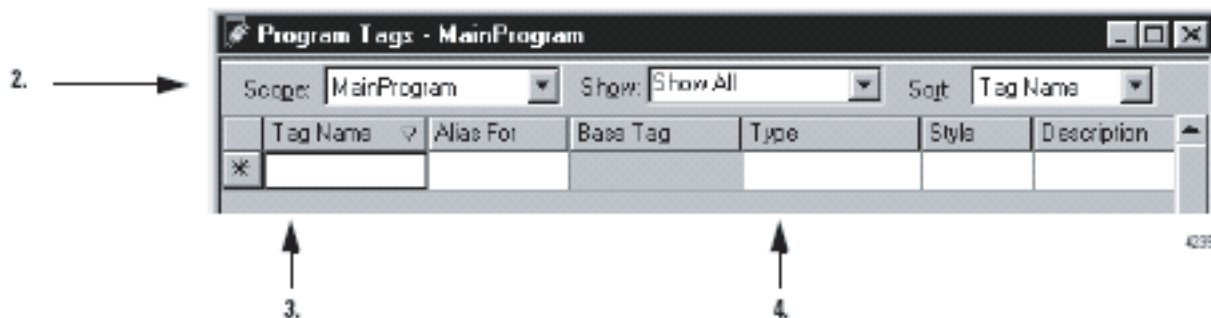 Program Tags - MainProgram
2.
Scope: MainProgram Show: Show All Sort: Tag Name
Tag Name Alias For Base Tag Type Style Description
*
3. 4.